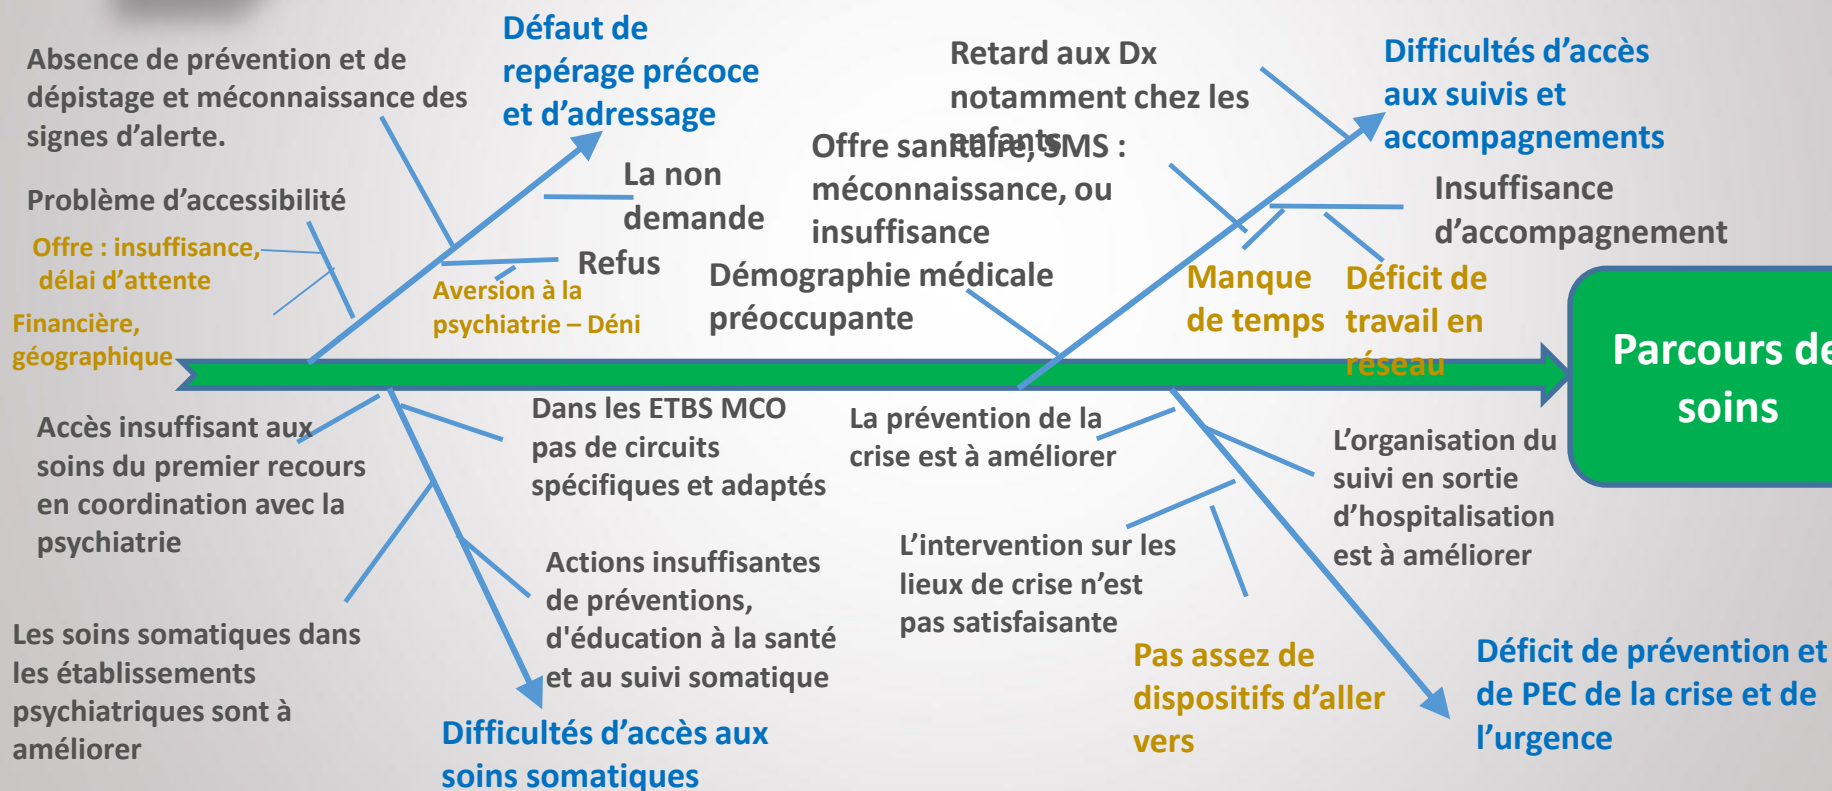 Défaut de
repérage précoce
et d'adressage
Absence de prévention et de
dépistage et méconnaissance des
signes d'alerte.
La non
demande
Problème d'accessibilité
Offre : insuffisance,
délai d'attente
Refus
Aversion à la
psychiatrie – Déni
Financière,
géographique
Retard aux Dx
notamment chez les
enfants
Offre sanitaire, SMS :
méconnaissance, ou
insuffisance
Démographie médicale
préoccupante
Difficultés d'accès
aux suivis et
accompagnements
Insuffisance
d'accompagnement
Manque
de temps
Déficit de
travail en
réseau
Parcours de
soins
Accès insuffisant aux
soins du premier recours
en coordination avec la
psychiatrie
Dans les ETBS MCO
pas de circuits
spécifiques et adaptés
Les soins somatiques dans
les établissements
psychiatriques sont à
améliorer
Actions insuffisantes
de préventions,
d'éducation à la santé
et au suivi somatique
Difficultés d'accès aux
soins somatiques
La prévention de la
crise est à améliorer
L'organisation du
suivi en sortie
d'hospitalisation
est à améliorer
L'intervention sur les
lieux de crise n'est
pas satisfaisante
Pas assez de
dispositifs d'aller
vers
Déficit de prévention et
de PEC de la crise et de
l'urgence